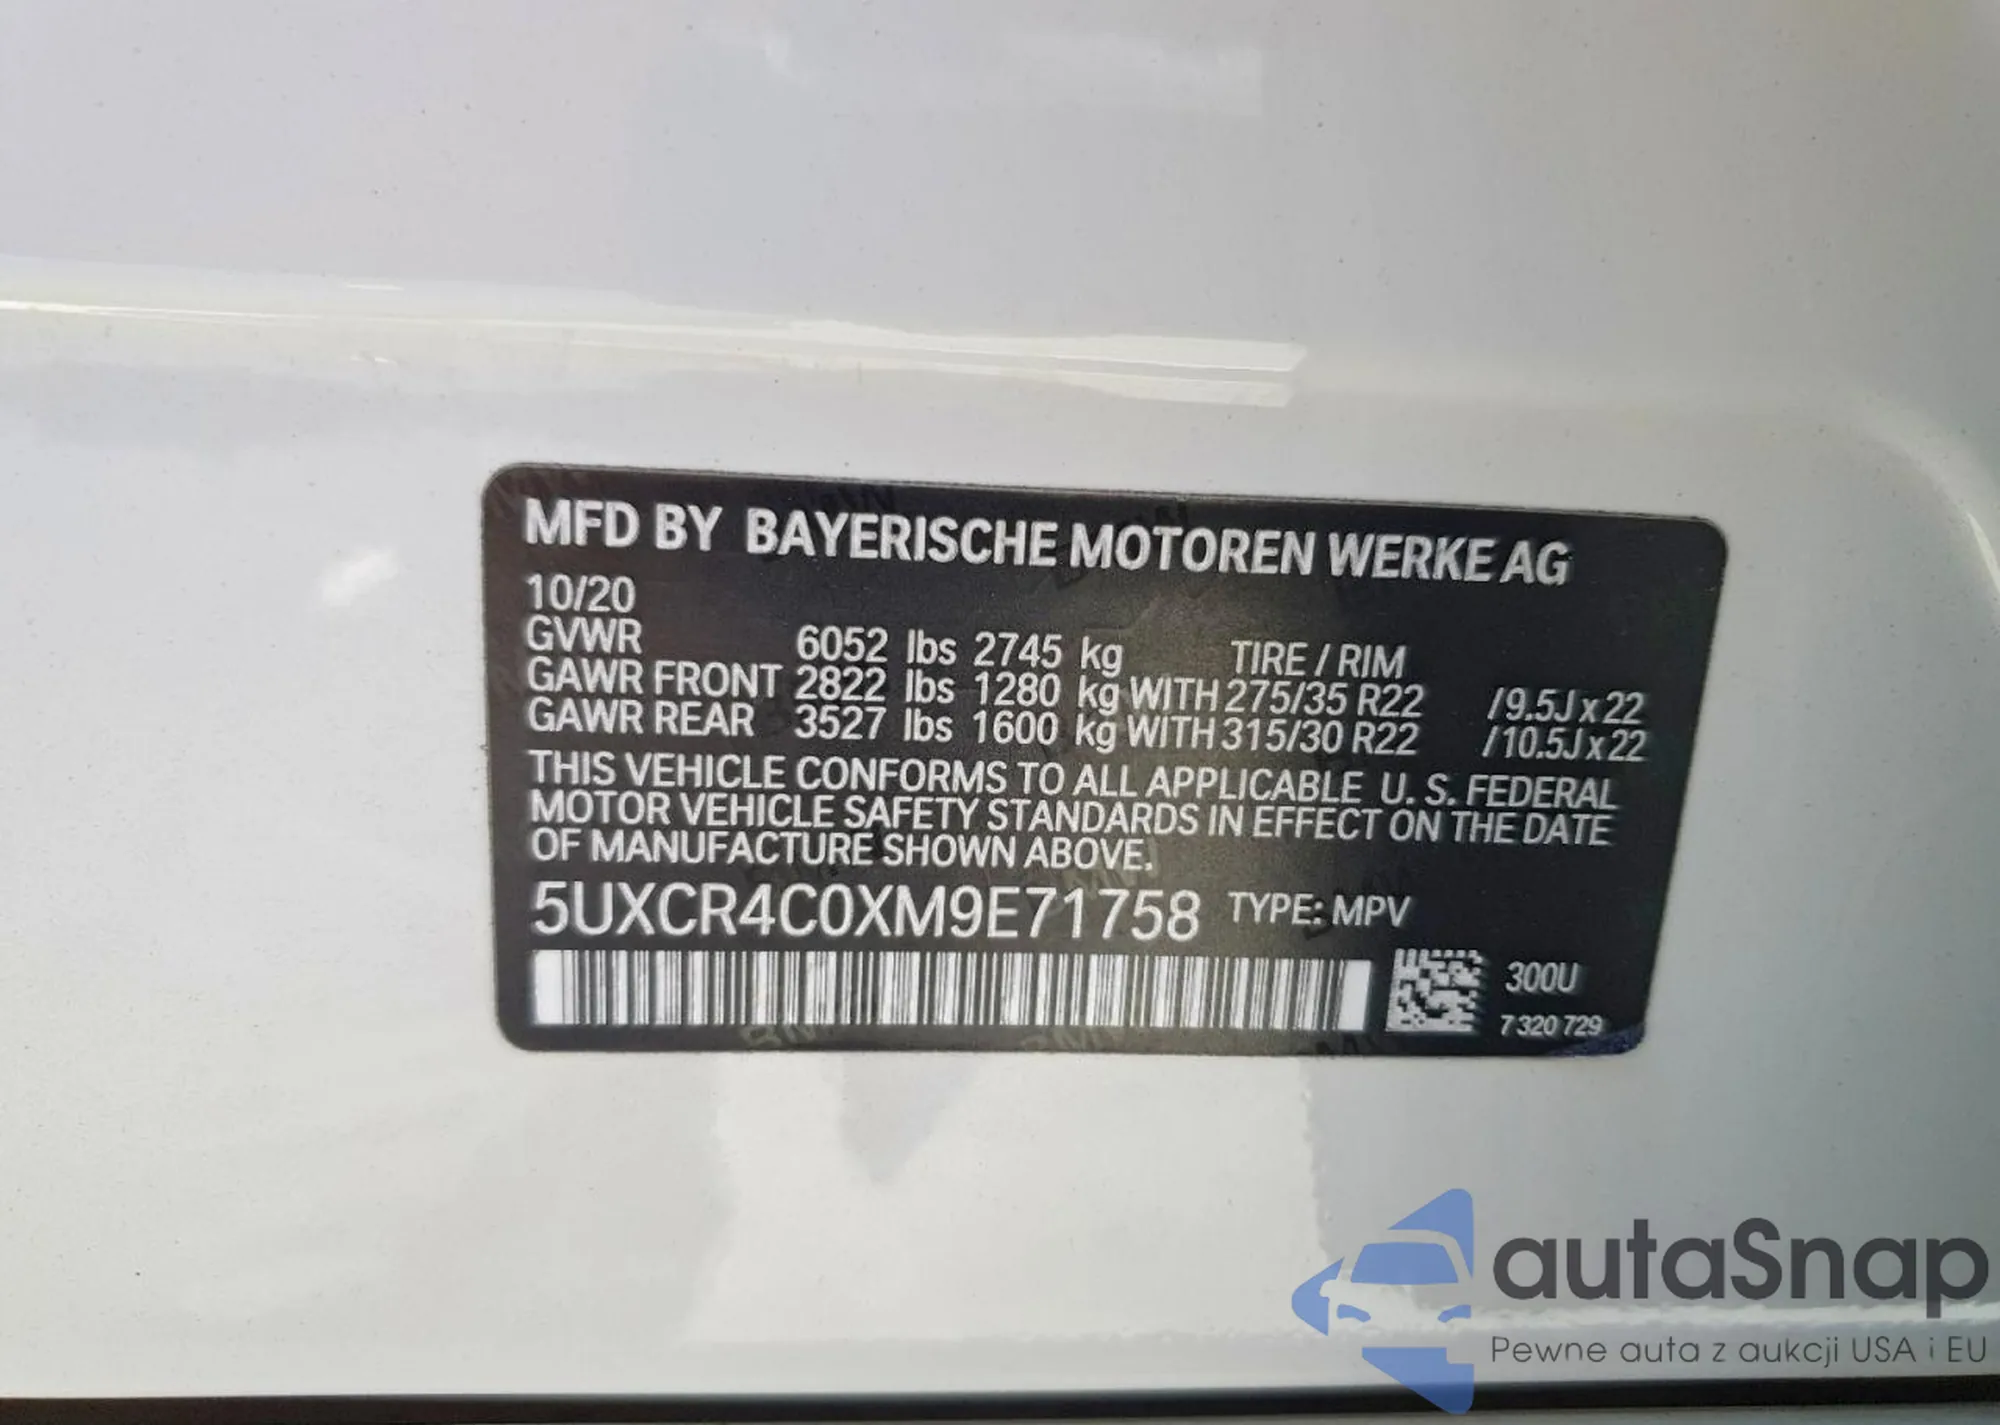 MFD BY BAYERISCHE MOTOREN WERKE AG
10/20
GVWR 6052 lbs 2745 kg TIRE / RIM
GAWR FRONT 2822 lbs 1280 kg WITH 275/35 R22 /9.5J x 22
GAWR REAR 3527 lbs 1600 kg WITH 315/30 R22 /10.5J x 22
THIS VEHICLE CONFORMS TO ALL APPLICABLE U. S. FEDERAL
MOTOR VEHICLE SAFETY STANDARDS IN EFFECT ON THE DATE
OF MANUFACTURE SHOWN ABOVE.
5UXCR4C0XM9E71758 TYPE: MPV
300U
7 320 729
autaSnap
Pewne auta z aukcji USA i EU